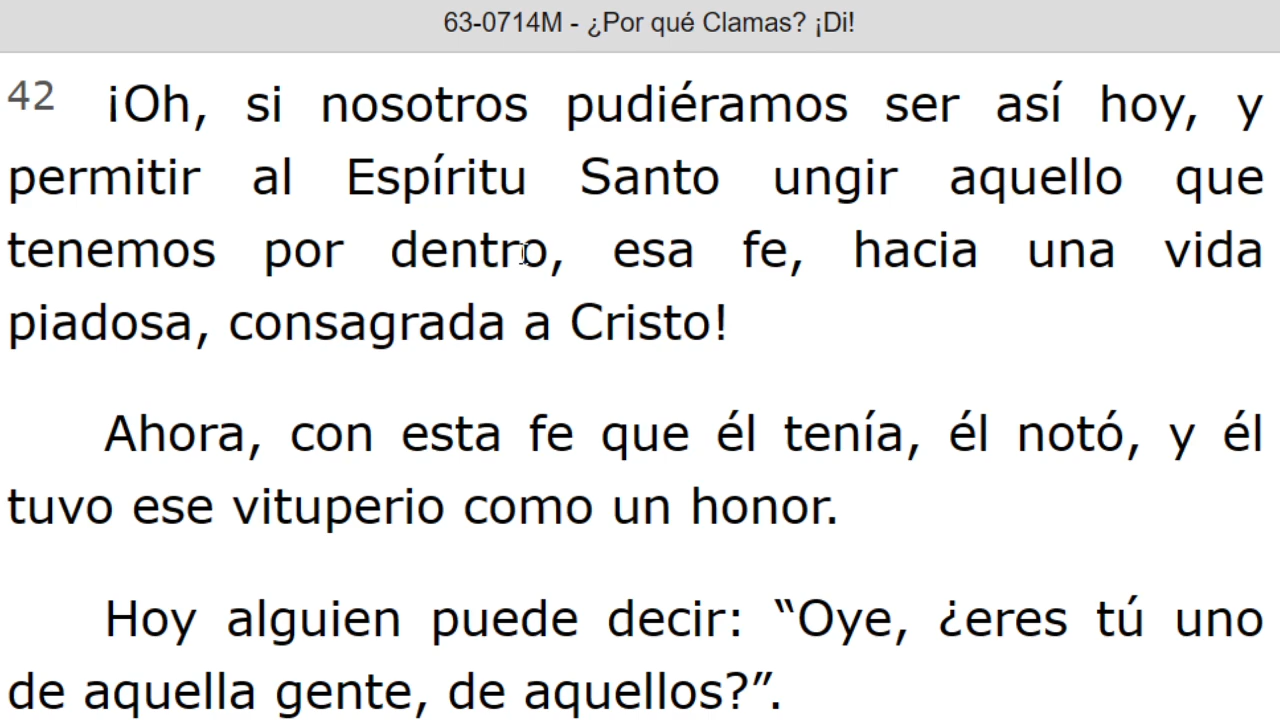 63-0714M - ¿Por qué Clamas? ¡Di!
42 ¡Oh, si nosotros pudiéramos ser así hoy, y
permitir al Espíritu Santo ungir aquello que
tenemos por dentro, esa fe, hacia una vida
piadosa, consagrada a Cristo!
Ahora, con esta fe que él tenía, él notó, y él
tuvo ese vituperio como un honor.
Hoy alguien puede decir: “Oye, ¿eres tú uno
de aquella gente, de aquellos?”.